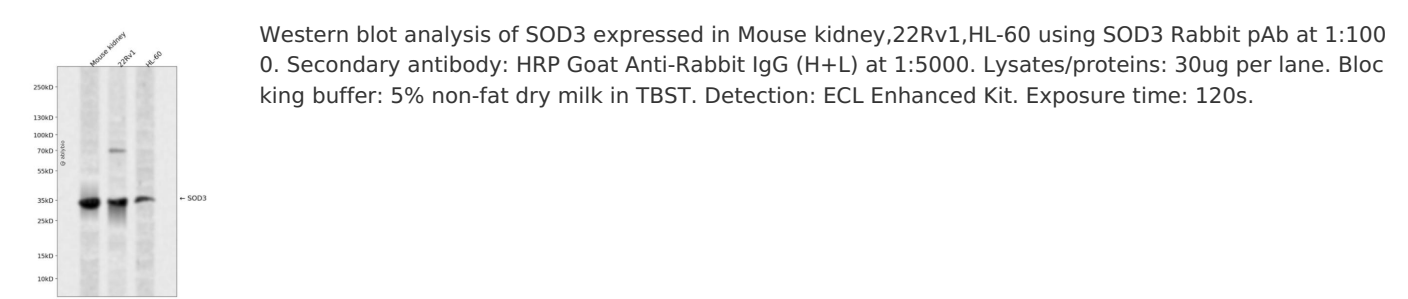 Mouse kidney
22Rv1
HL-60
250kD
130kD
100kD
70kD
55kD
35kD
25kD
15kD
10kD
← SOD3
Western blot analysis of SOD3 expressed in Mouse kidney,22Rv1,HL-60 using SOD3 Rabbit pAb at 1:100
0. Secondary antibody: HRP Goat Anti-Rabbit IgG (H+L) at 1:5000. Lysates/proteins: 30ug per lane. Bloc
king buffer: 5% non-fat dry milk in TBST. Detection: ECL Enhanced Kit. Exposure time: 120s.